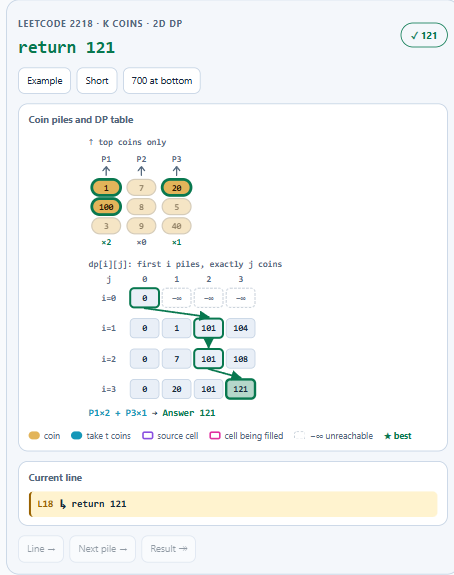 LEETCODE 2218 · K COINS · 2D DP
return 121
✓ 121
Example Short 700 at bottom
Coin piles and DP table
↑ top coins only
P1 P2 P3
↑ ↑ ↑
1 7 20
100 8 5
3 9 40
×2 ×0 ×1
dp[i][j]: first i piles, exactly j coins
j 0 1 2 3
i=0 0 −∞ −∞ −∞
i=1 0 1 101 104
i=2 0 7 101 108
i=3 0 20 101 121
P1×2 + P3×1 → Answer 121
coin take t coins source cell cell being filled −∞ unreachable ★ best
Current line
L18 ↳ return 121
Line → Next pile → Result ↠